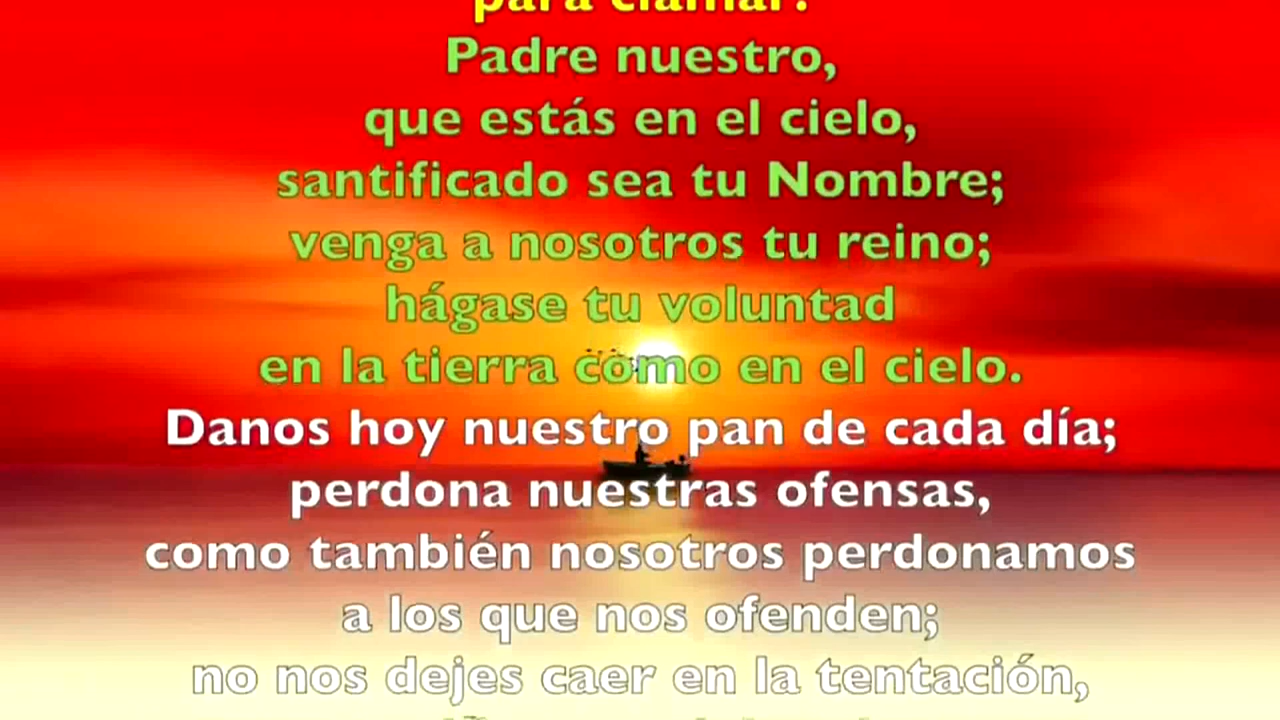 para clamar:
Padre nuestro,
que estás en el cielo,
santificado sea tu Nombre;
venga a nosotros tu reino;
hágase tu voluntad
en la tierra como en el cielo.
Danos hoy nuestro pan de cada día;
perdona nuestras ofensas,
como también nosotros perdonamos
a los que nos ofenden;
no nos dejes caer en la tentación,